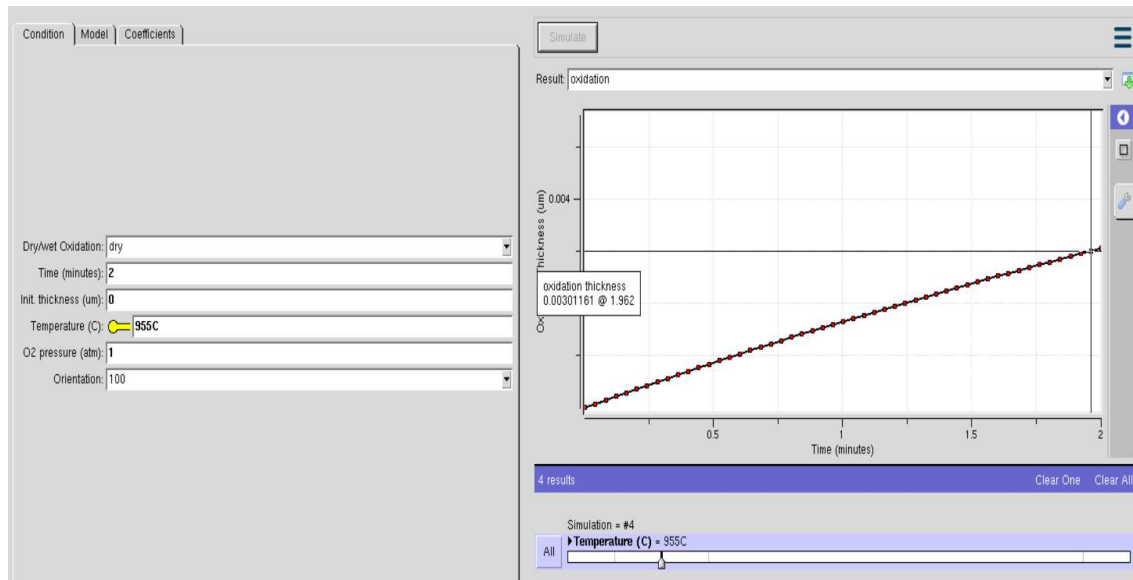 Condition Model Coefficients
Dry/wet Oxidation: dry
Time (minutes): 2
Init. thickness (um): 0
Temperature (C): 955C
O2 pressure (atm): 1
Orientation: 100
Simulate
Result: oxidation
0.004
Thickness (um)
oxidation thickness
0.00301161 @ 1.962
0.5 1 1.5 2
Time (minutes)
4 results Clear One Clear All
Simulation = #4
All
Temperature (C) = 955C